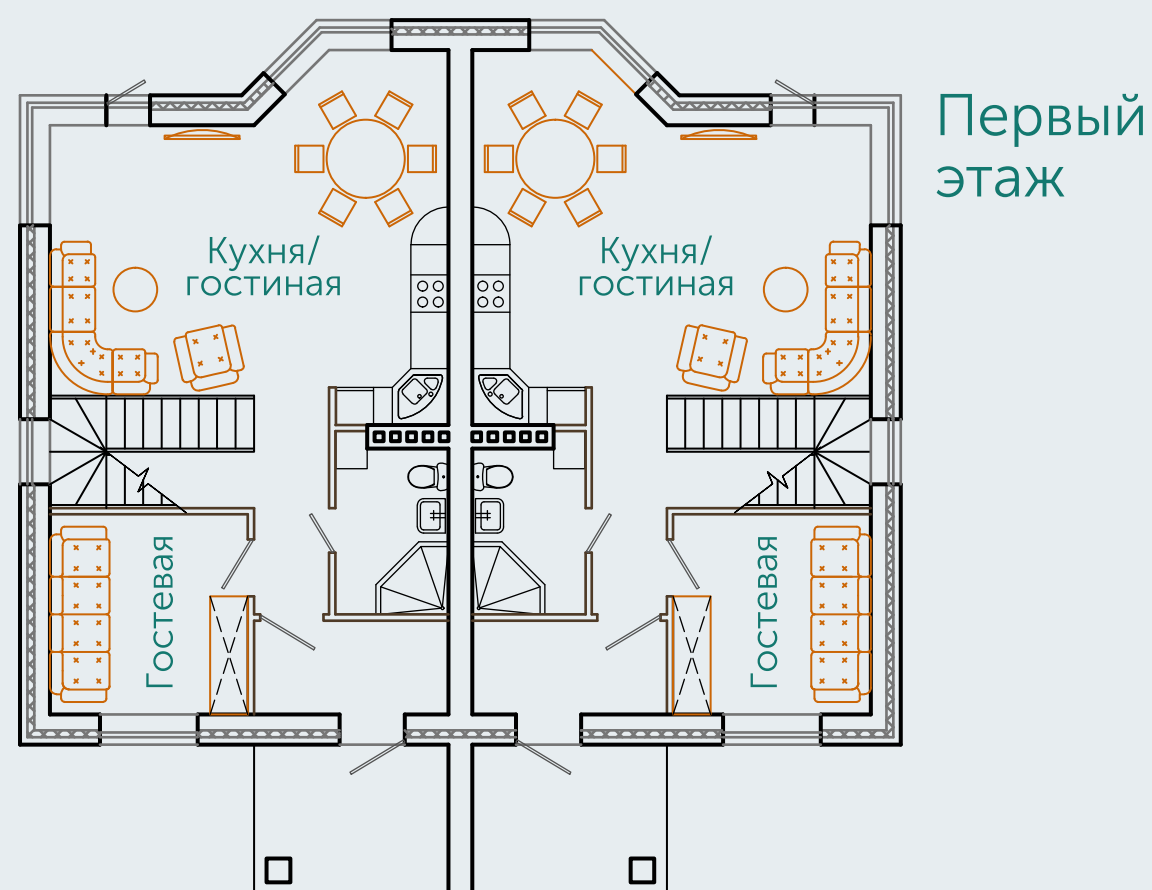 Первый
этаж
Кухня/
гостиная
Кухня/
гостиная
Гостевая
Гостевая